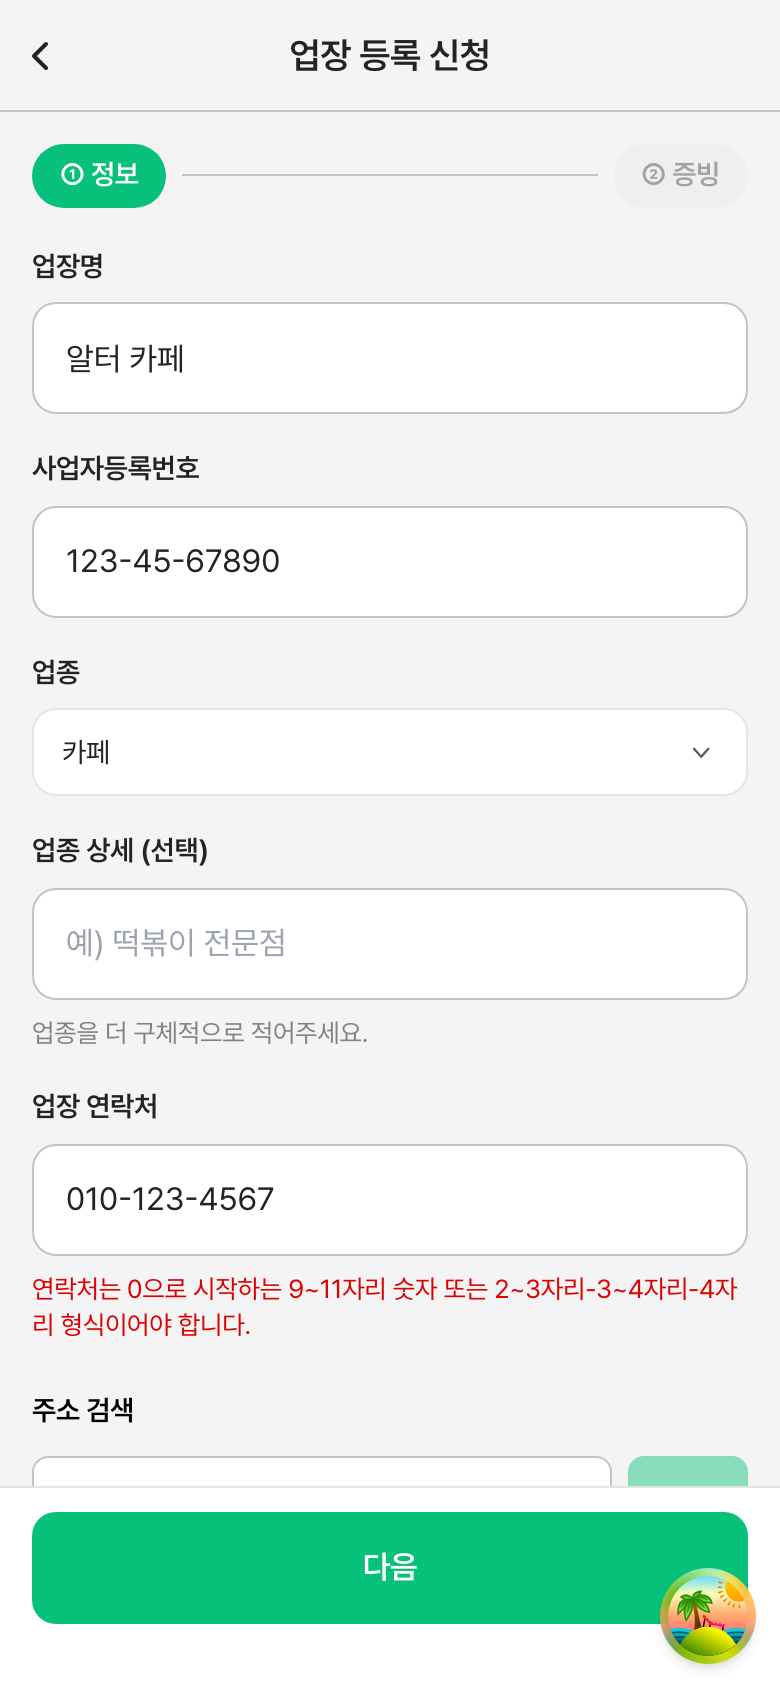 업장 등록 신청
① 정보
② 증빙
업장명
알터 카페
사업자등록번호
123-45-67890
업종
카페
업종 상세 (선택)
예) 떡볶이 전문점
업종을 더 구체적으로 적어주세요.
업장 연락처
010-123-4567
연락처는 0으로 시작하는 9~11자리 숫자 또는 2~3자리-3~4자리-4자
리 형식이어야 합니다.
주소 검색
다음